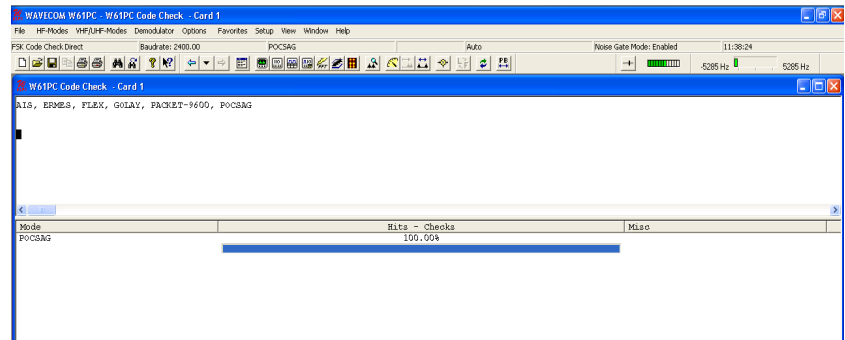 WAVECOM W61PC - W61PC Code Check - Card 1
File HF-Modes VHF/UHF-Modes Demodulator Options Favorites Setup View Window Help
FSK Code Check Direct Baudrate: 2400.00 POCSAG Auto Noise Gate Mode: Enabled 11:38:24
-5285 Hz 5285 Hz
W61PC Code Check - Card 1
AIS, ERMES, FLEX, GOLAY, PACKET-9600, POCSAG
Mode Hits - Checks Misc
POCSAG 100.00%